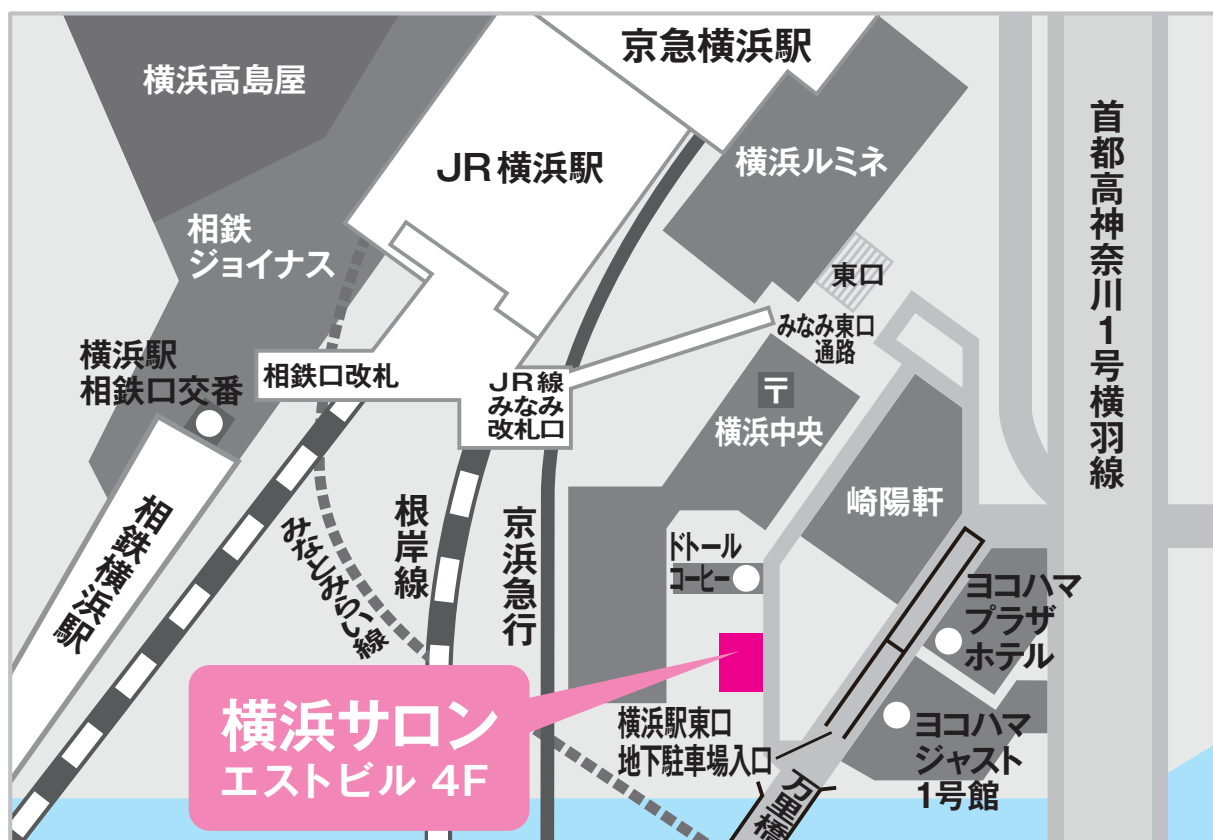 京急横浜駅
横浜高島屋
JR横浜駅
横浜ルミネ
首都高神奈川1号横羽線
相鉄
ジョイナス
東口
みなみ東口
通路
横浜駅
相鉄口交番
相鉄口改札
JR線
みなみ
改札口
〒
横浜中央
崎陽軒
相鉄横浜駅
みなとみらい線
根岸線
京浜急行
ドトール
コーヒー
ヨコハマ
プラザ
ホテル
横浜サロン
エストビル 4F
横浜駅東口
地下駐車場入口
ヨコハマ
ジャスト
1号館
万里橋